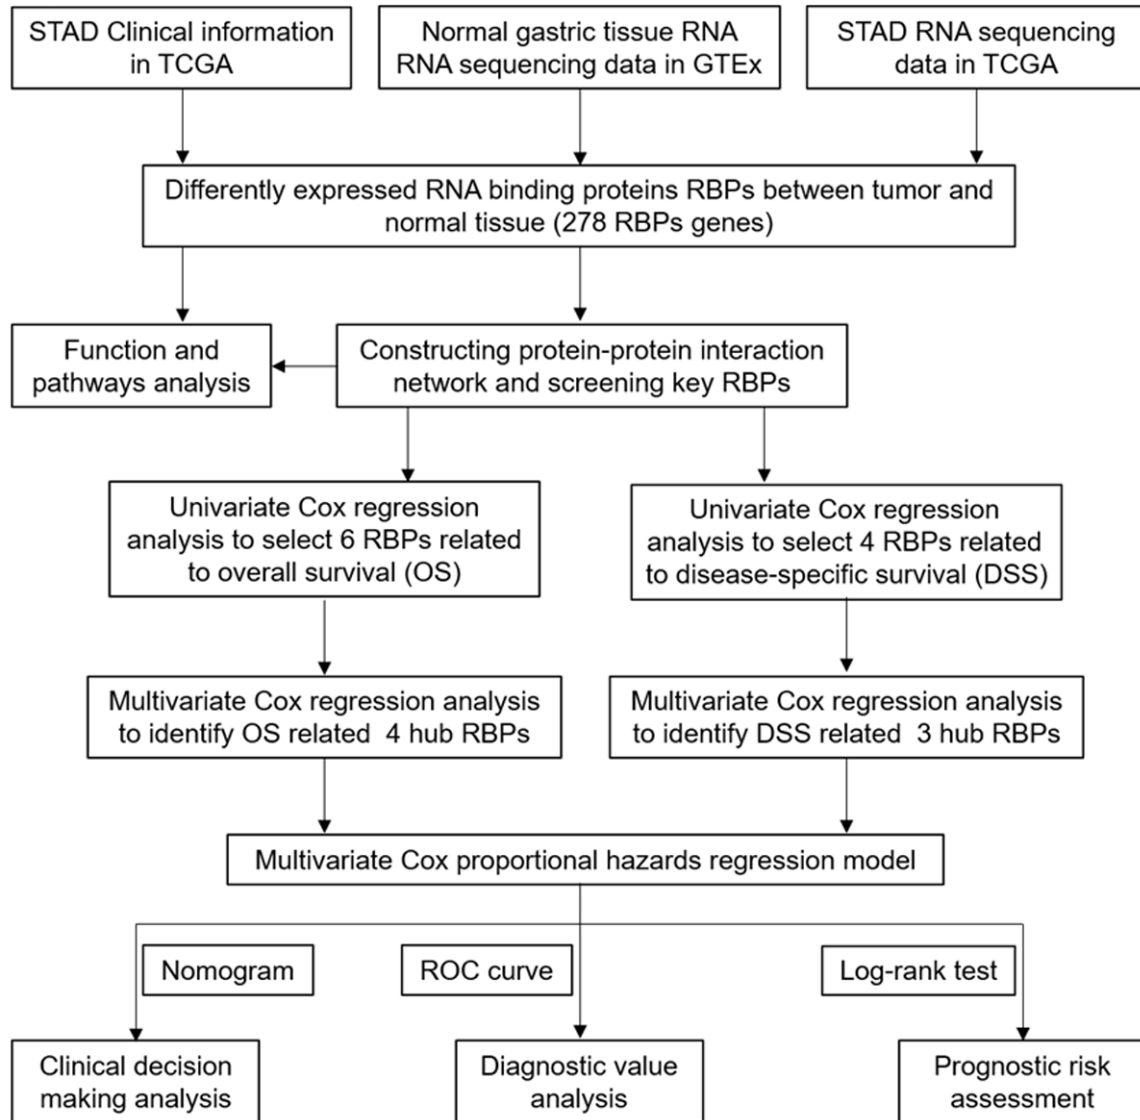 STAD Clinical information
in TCGA
Normal gastric tissue RNA
RNA sequencing data in GTEx
STAD RNA sequencing
data in TCGA
Differently expressed RNA binding proteins RBPs between tumor and
normal tissue (278 RBPs genes)
Function and
pathways analysis
Constructing protein-protein interaction
network and screening key RBPs
Univariate Cox regression
analysis to select 6 RBPs related
to overall survival (OS)
Univariate Cox regression
analysis to select 4 RBPs related
to disease-specific survival (DSS)
Multivariate Cox regression analysis
to identify OS related  4 hub RBPs
Multivariate Cox regression analysis
to identify DSS related  3 hub RBPs
Multivariate Cox proportional hazards regression model
Nomogram
ROC curve
Log-rank test
Clinical decision
making analysis
Diagnostic value
analysis
Prognostic risk
assessment